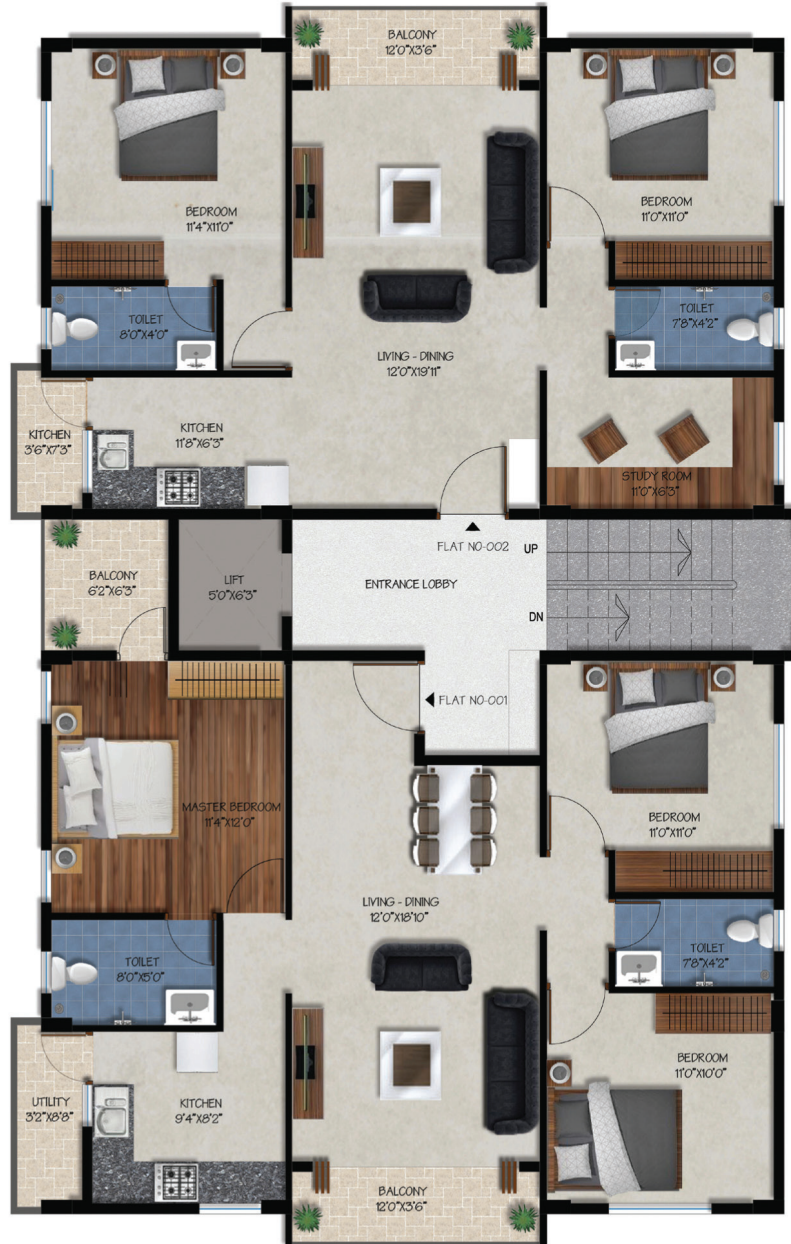 BALCONY
12'0"X3'6"
BEDROOM
11'4"X11'0"
BEDROOM
11'0"X11'0"
TOILET
8'0"X4'0"
TOILET
7'8"X4'2"
LIVING - DINING
12'0"X19'11"
KITCHEN
3'6"X7'3"
KITCHEN
11'8"X6'3"
STUDY ROOM
11'0"X6'3"
FLAT NO-002
UP
BALCONY
6'2"X6'3"
LIFT
5'0"X6'3"
ENTRANCE LOBBY
DN
FLAT NO-001
MASTER BEDROOM
11'4"X12'0"
BEDROOM
11'0"X11'0"
LIVING - DINING
12'0"X18'10"
TOILET
8'0"X5'0"
TOILET
7'8"X4'2"
BEDROOM
11'0"X10'0"
UTILITY
3'2"X8'8"
KITCHEN
9'4"X8'2"
BALCONY
12'0"X3'6"